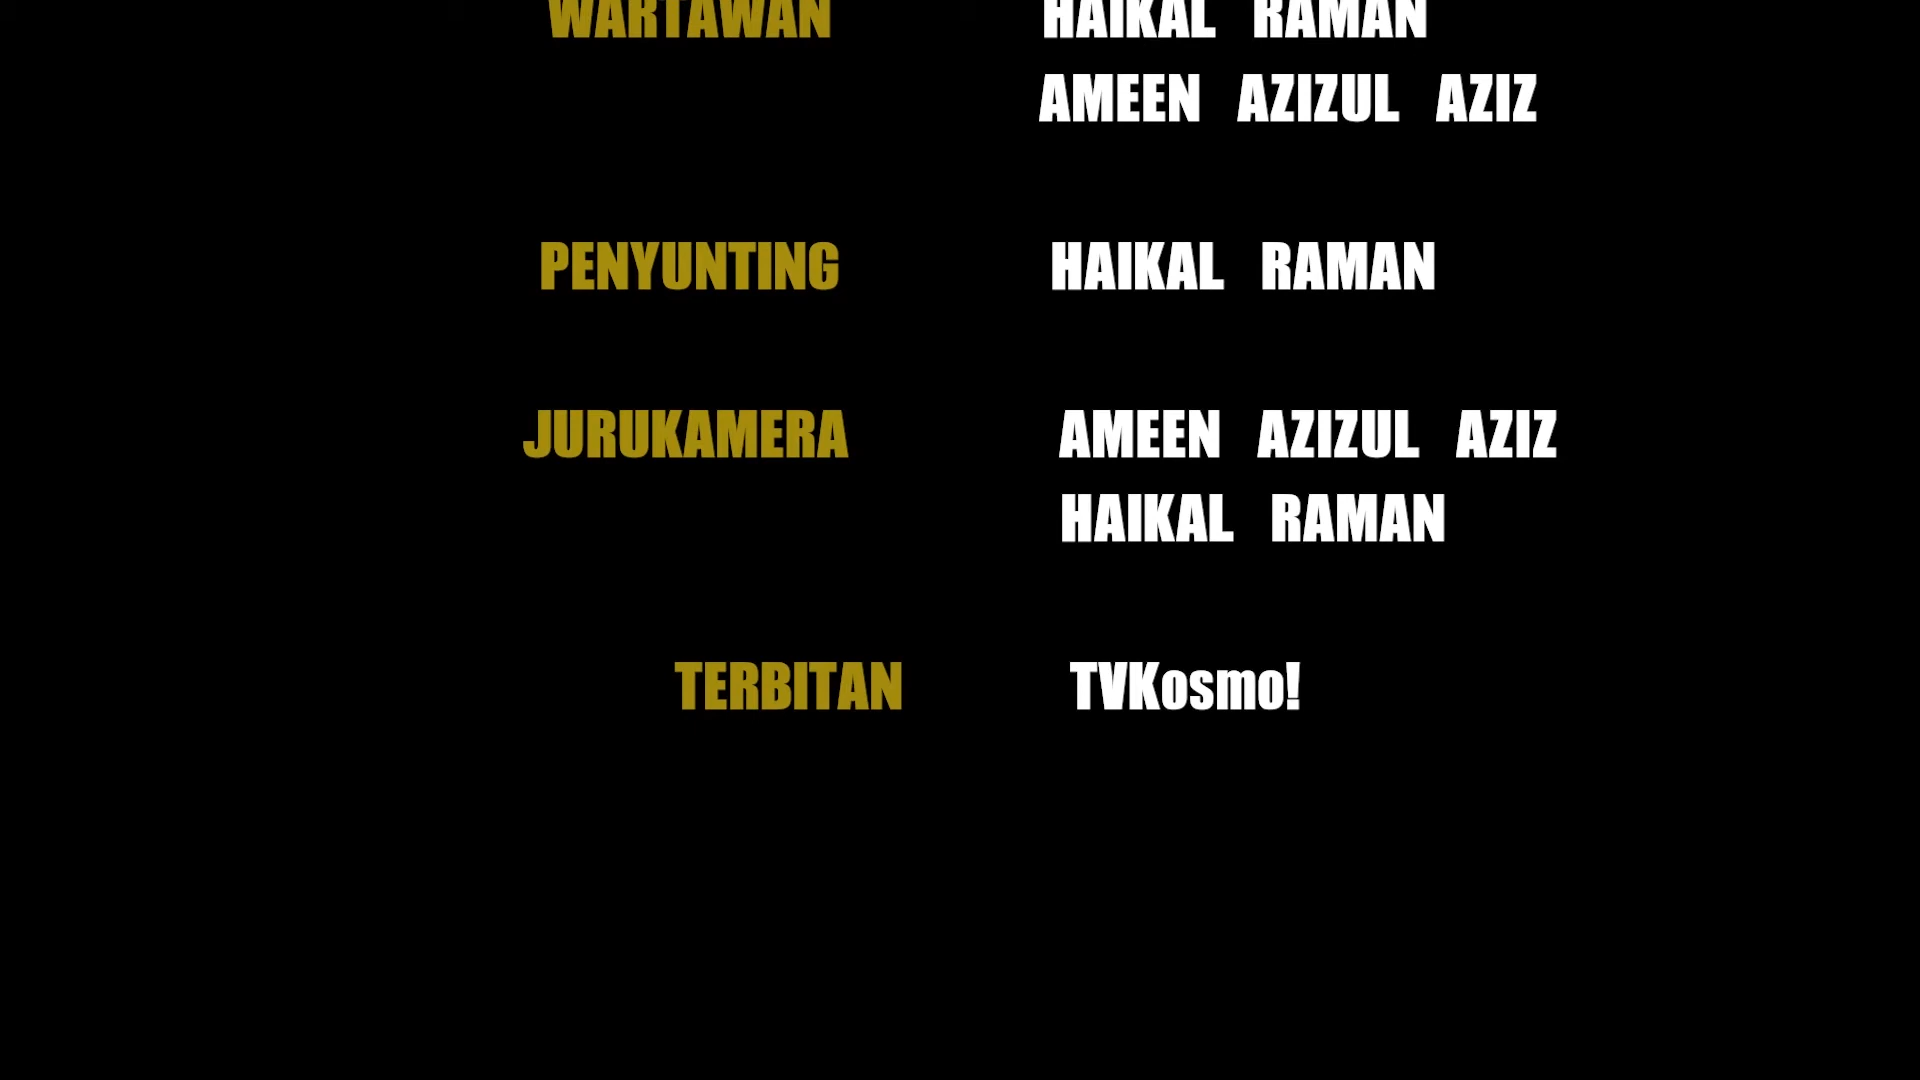 WARTAWAN HAIKAL RAMAN
AMEEN AZIZUL AZIZ
PENYUNTING HAIKAL RAMAN
JURUKAMERA AMEEN AZIZUL AZIZ
HAIKAL RAMAN
TERBITAN TVKosmo!